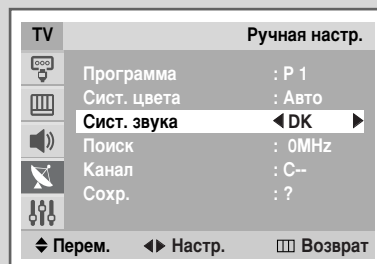 TV Ручная настр.
Программа : P 1
Сист. цвета : Авто
Сист. звука ◀ DK ▶
Поиск : 0MHz
Канал : C--
Сохр. : ?
Перем. Настр. Возврат